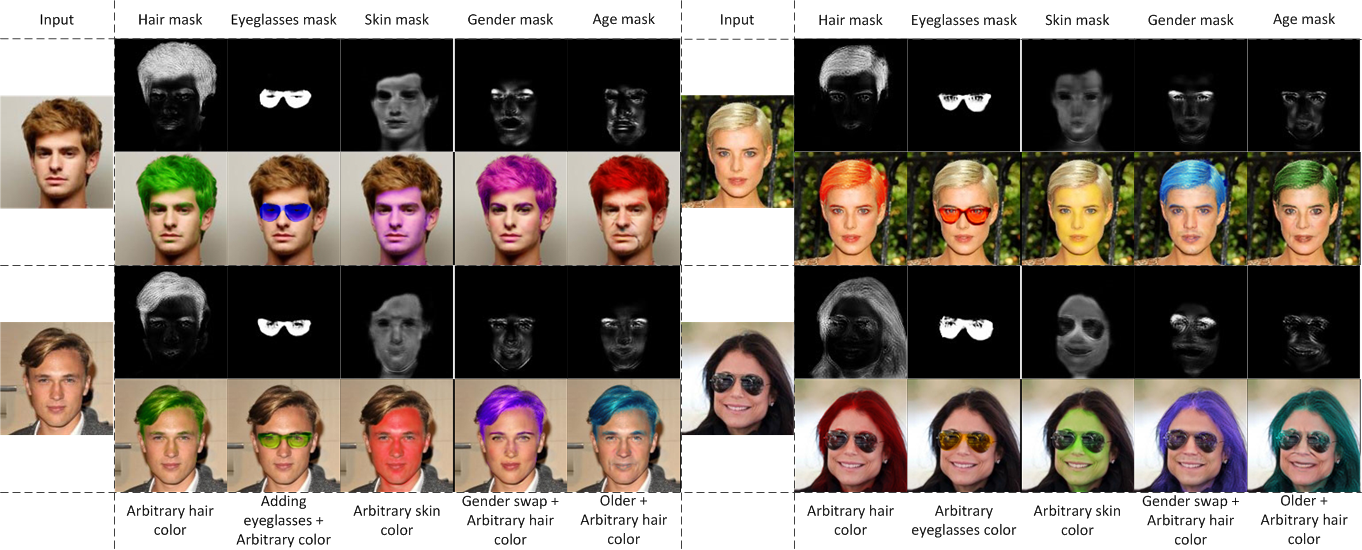 Input
Hair mask
Eyeglasses mask
Skin mask
Gender mask
Age mask
Input
Hair mask
Eyeglasses mask
Skin mask
Gender mask
Age mask
Arbitrary hair
color
Adding
eyeglasses +
Arbitrary color
Arbitrary skin
color
Gender swap +
Arbitrary hair
color
Older +
Arbitrary hair
color
Arbitrary hair
color
Arbitrary
eyeglasses color
Arbitrary skin
color
Gender swap +
Arbitrary hair
color
Older +
Arbitrary hair
color